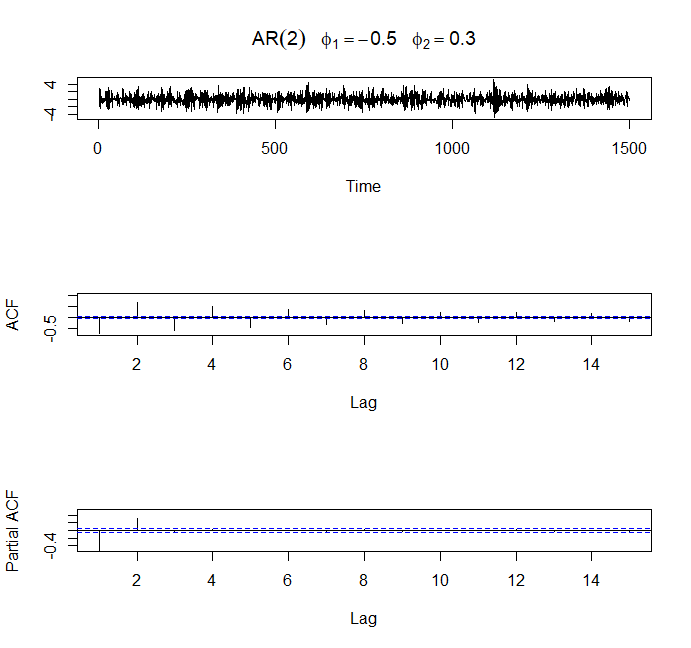 AR(2) ϕ1 = −0.5 ϕ2 = 0.3
4
-4
0 500 1000 1500
Time
ACF
-0.5
2 4 6 8 10 12 14
Lag
Partial ACF
-0.4
2 4 6 8 10 12 14
Lag